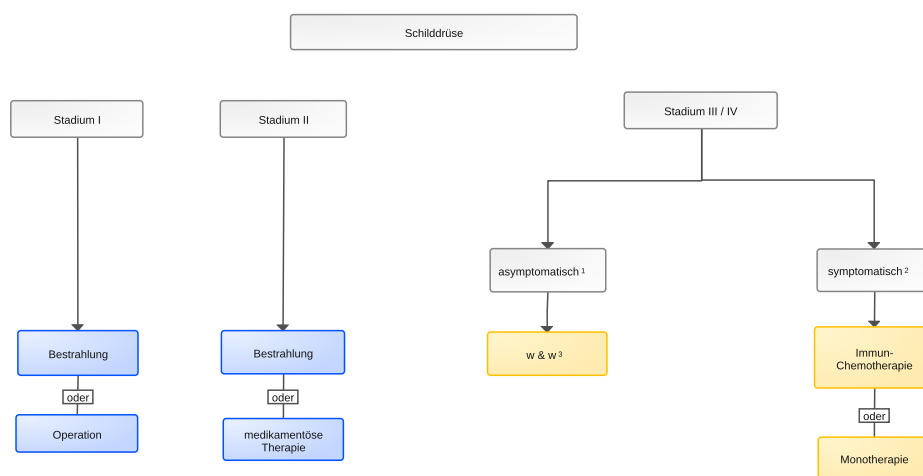 Schilddrüse
Stadium I
Stadium II
Stadium III / IV
asymptomatisch 1
symptomatisch 2
Bestrahlung
Bestrahlung
w & w 3
Immun-
Chemotherapie
oder
oder
oder
Operation
medikamentöse
Therapie
Monotherapie